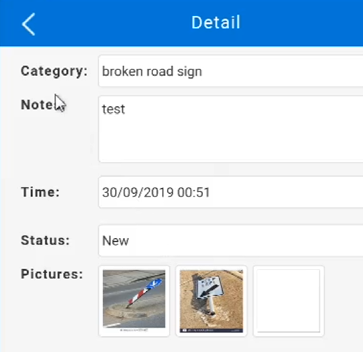 Detail
Category: broken road sign
Note: test
Time: 30/09/2019 00:51
Status: New
Pictures: